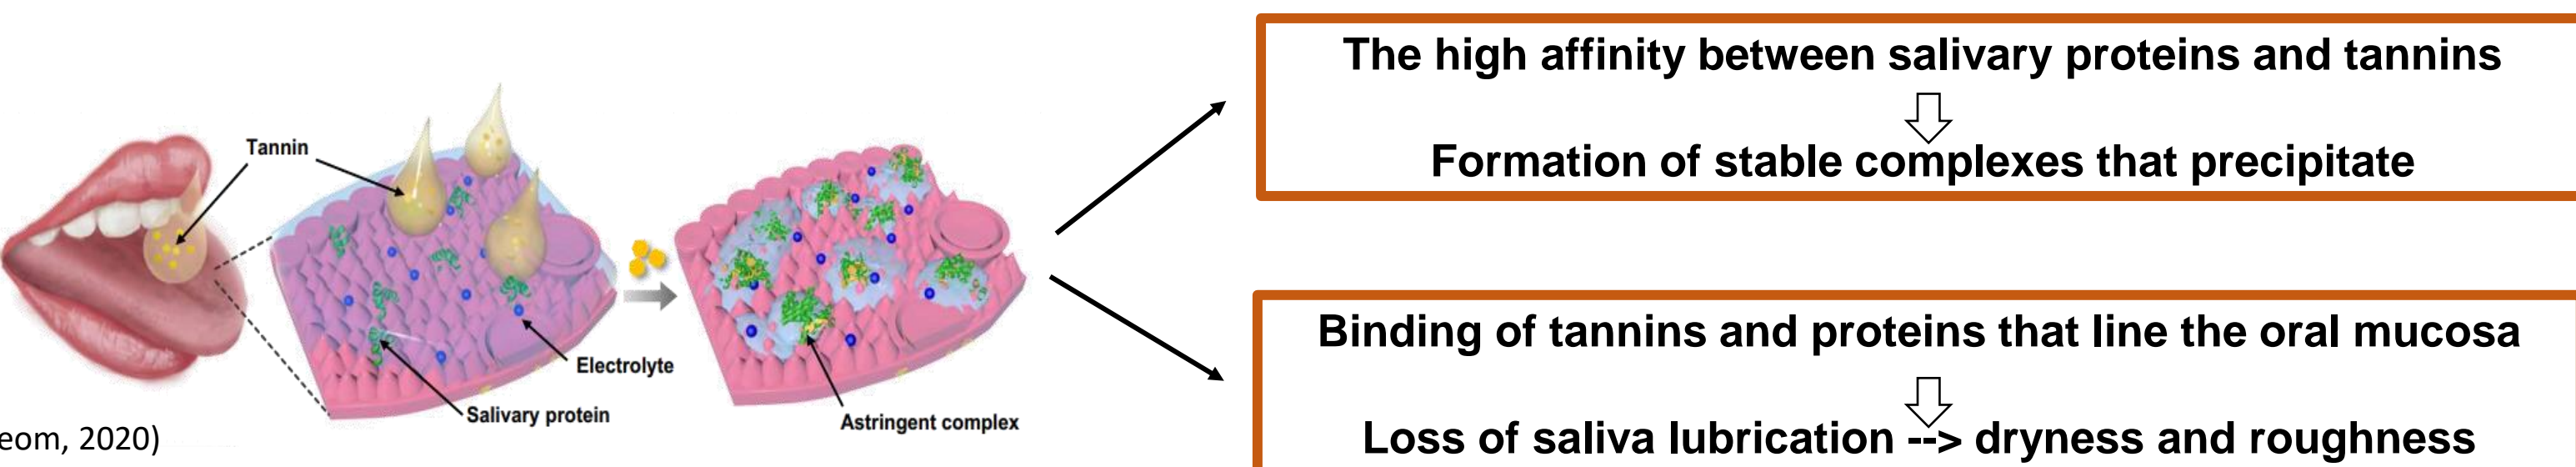 Tannin
Electrolyte
Salivary protein
Astringent complex
eom, 2020)
The high affinity between salivary proteins and tannins
Formation of stable complexes that precipitate
Binding of tannins and proteins that line the oral mucosa
Loss of saliva lubrication --> dryness and roughness